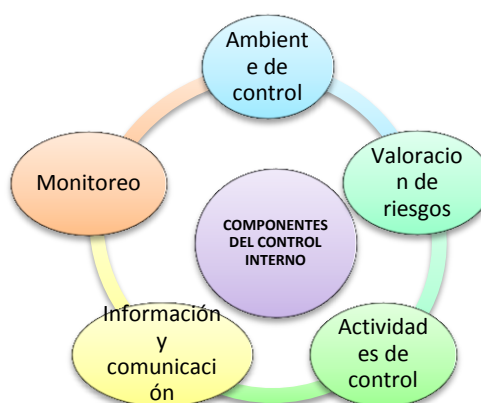 Ambient
e de
control
Valoracio
n de
riesgos
Actividad
es de
control
Información
y
comunicaci
ón
Monitoreo
COMPONENTES
DEL CONTROL
INTERNO